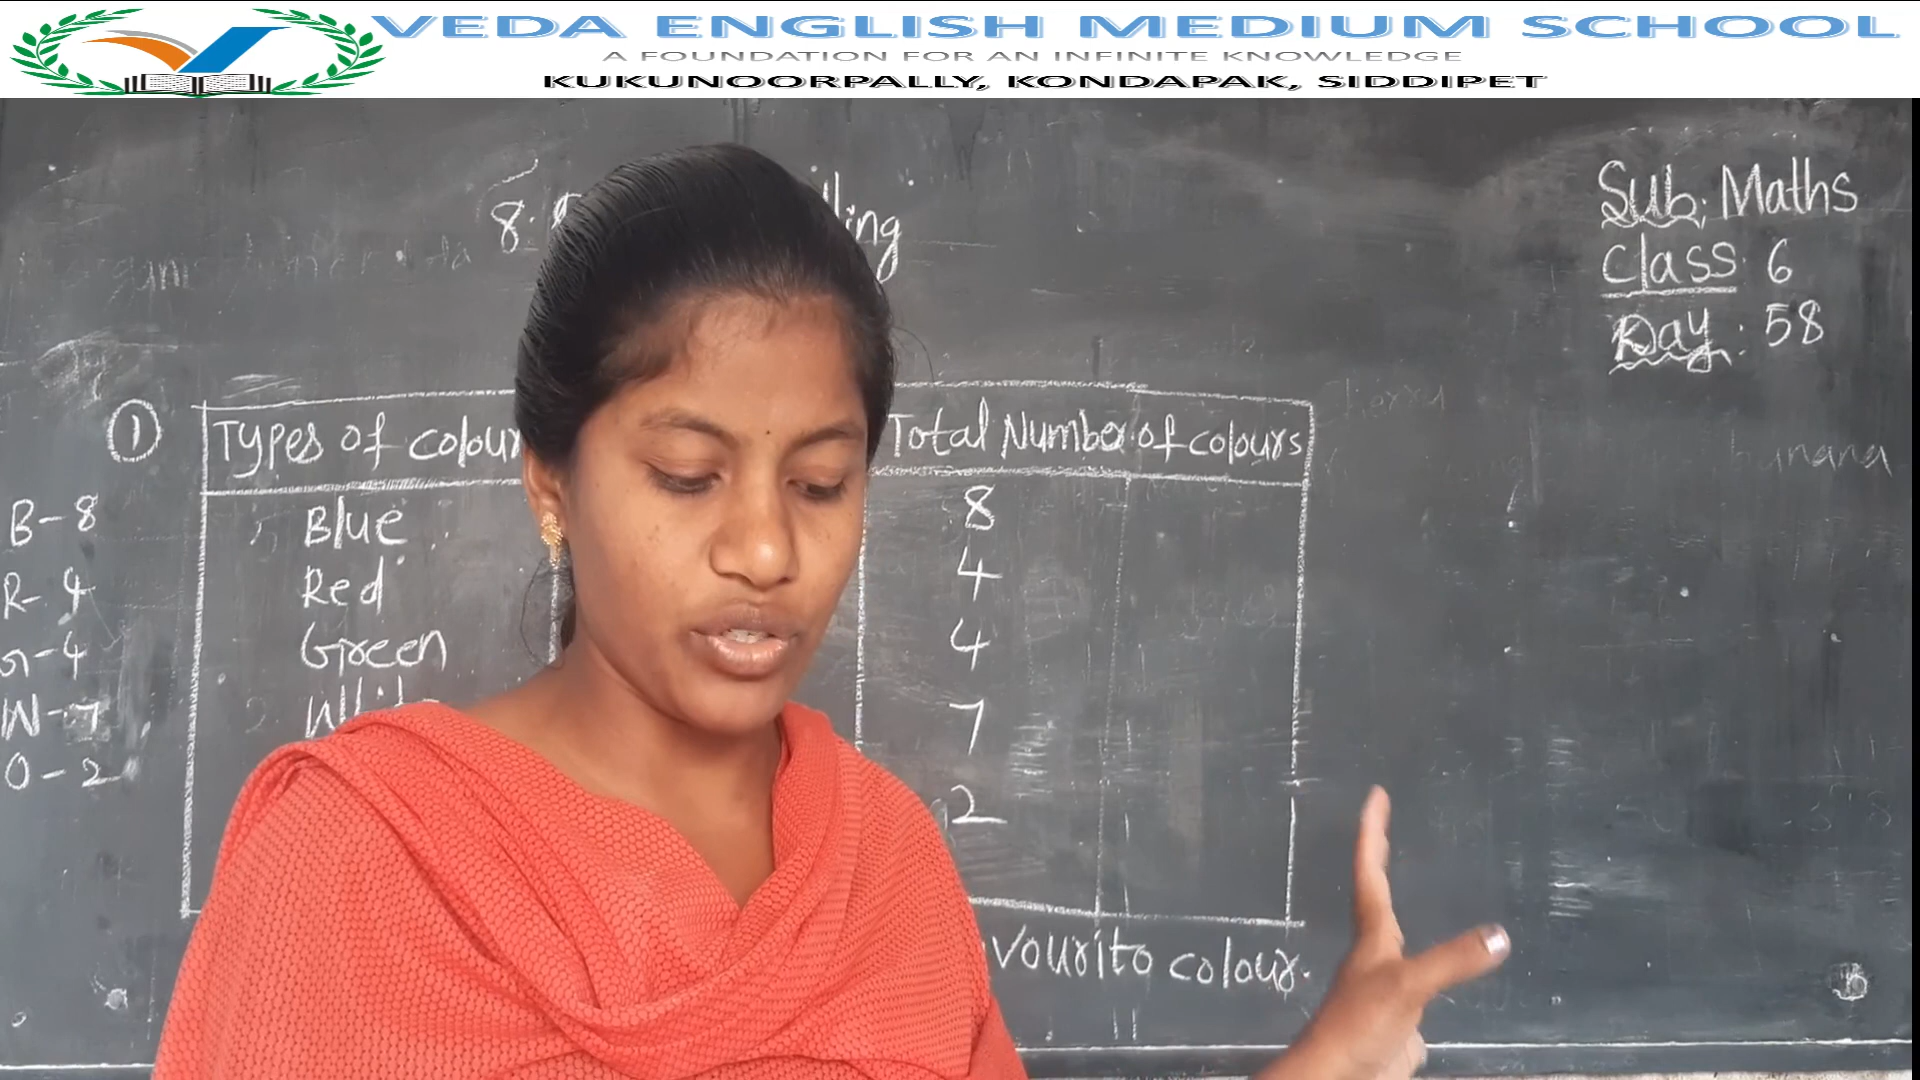 VEDA ENGLISH MEDIUM SCHOOL
A FOUNDATION FOR AN INFINITE KNOWLEDGE
KUKUNOORPALLY, KONDAPAK, SIDDIPET
Sub: Maths
Class: 6
Day: 58
8.
①
Types of colour
Total Number of colours
B-8
Blue
8
R-4
Red
4
-4
Green
4
W-7
7
O-2
2
colour.
banana